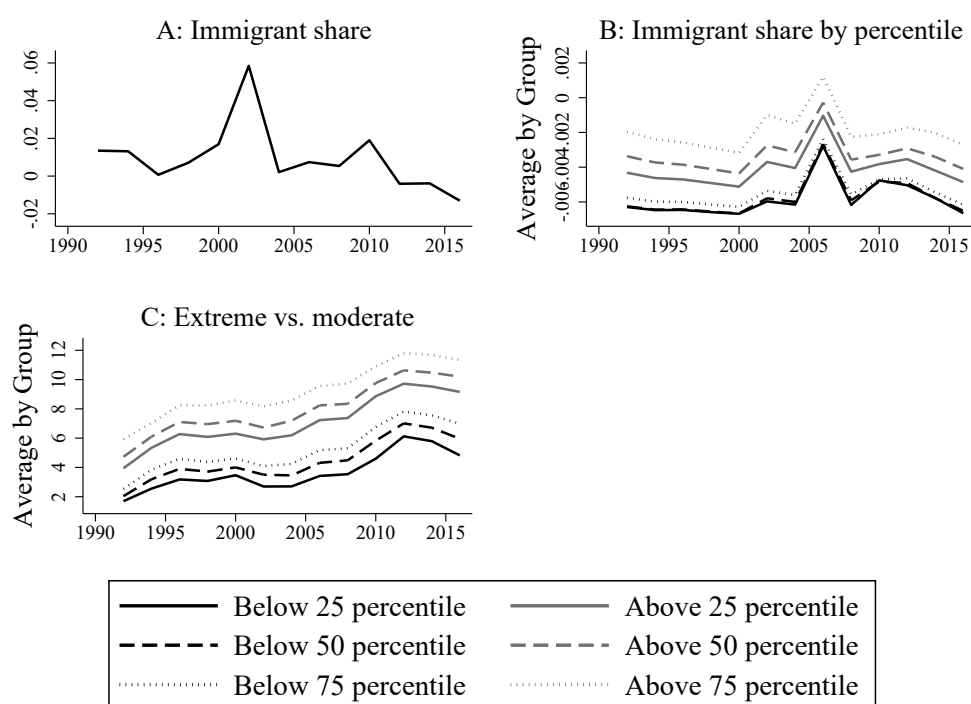 A: Immigrant share
.06
.04
.02
0
-.02
1990 1995 2000 2005 2010 2015
B: Immigrant share by percentile
Average by Group
.002
0
-.006.004.002
1990 1995 2000 2005 2010 2015
C: Extreme vs. moderate
Average by Group
12
10
8
6
4
2
1990 1995 2000 2005 2010 2015
Below 25 percentile Above 25 percentile
Below 50 percentile Above 50 percentile
Below 75 percentile Above 75 percentile